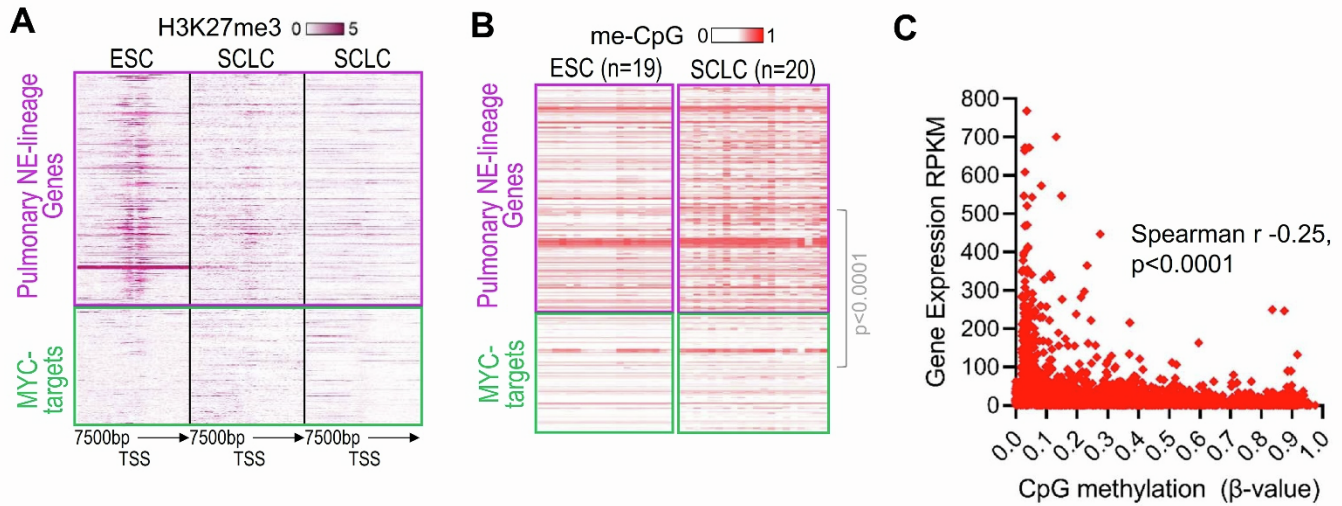 A
H3K27me3 0 5
ESC SCLC SCLC
Pulmonary NE-lineage
Genes
MYC-
targets
7500bp 7500bp 7500bp
TSS TSS TSS
B
me-CpG 0 1
ESC (n=19) SCLC (n=20)
Pulmonary NE-lineage
Genes
MYC-
targets
p<0.0001
C
Gene Expression RPKM
800
700
600
500
400
300
200
100
0
Spearman r -0.25,
p<0.0001
0.0 0.1 0.2 0.3 0.4 0.5 0.6 0.7 0.8 0.9 1.0
CpG methylation (β-value)